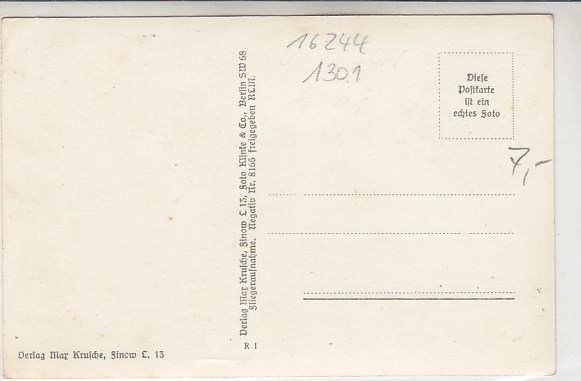 16244
1301
Diese
Postkarte
ist ein
echtes Foto
7,-
Verlag Max Krusche, Finow L 13, Foto Klinke & Co., Berlin SW 68
Fliegeraufnahme. Negativ Nr. 8165 freigegeben RLM.
R 1
Verlag Max Krusche, Finow L. 13